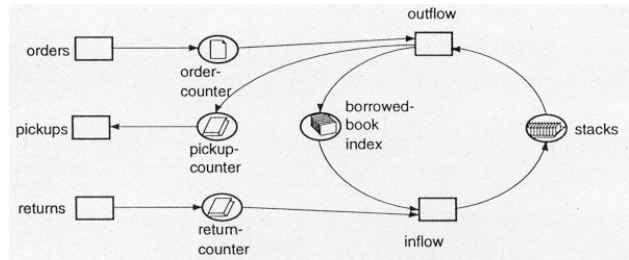 outflow
orders
order-
counter
borrowed-
book
index
stacks
pickups
pickup-
counter
returns
return-
counter
inflow